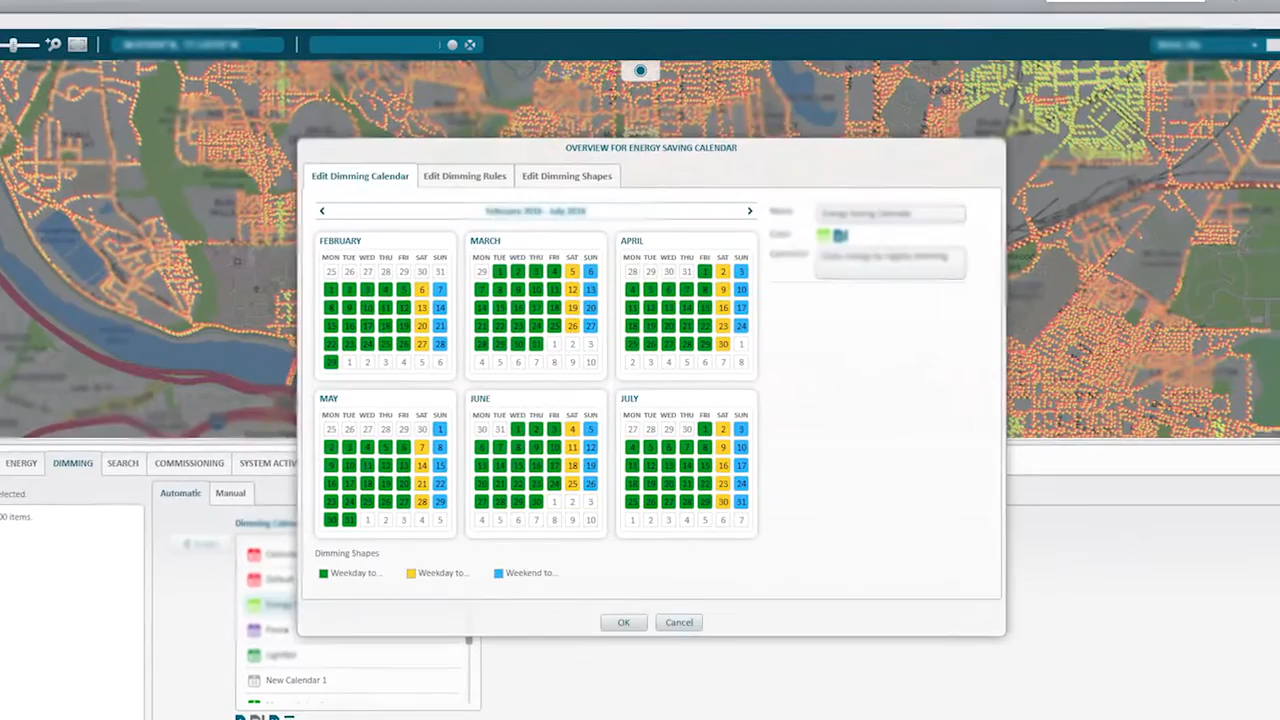 OVERVIEW FOR ENERGY SAVING CALENDAR
Edit Dimming Calendar Edit Dimming Rules Edit Dimming Shapes
February 2016 - July 2016
Energy Saving Calendar
FEBRUARY MARCH APRIL
MON TUE WED THU FRI SAT SUN MON TUE WED THU FRI SAT SUN MON TUE WED THU FRI SAT SUN
25 26 27 28 29 30 31 29 1 2 3 4 5 6 28 29 30 31 1 2 3
1 2 3 4 5 6 7 7 8 9 10 11 12 13 4 5 6 7 8 9 10
8 9 10 11 12 13 14 14 15 16 17 18 19 20 11 12 13 14 15 16 17
15 16 17 18 19 20 21 21 22 23 24 25 26 27 18 19 20 21 22 23 24
22 23 24 25 26 27 28 28 29 30 31 1 2 3 25 26 27 28 29 30 1
29 1 2 3 4 5 6 4 5 6 7 8 9 10 2 3 4 5 6 7 8
MAY JUNE JULY
MON TUE WED THU FRI SAT SUN MON TUE WED THU FRI SAT SUN MON TUE WED THU FRI SAT SUN
25 26 27 28 29 30 1 30 31 1 2 3 4 5 27 28 29 30 1 2 3
2 3 4 5 6 7 8 6 7 8 9 10 11 12 4 5 6 7 8 9 10
9 10 11 12 13 14 15 13 14 15 16 17 18 19 11 12 13 14 15 16 17
16 17 18 19 20 21 22 20 21 22 23 24 25 26 18 19 20 21 22 23 24
23 24 25 26 27 28 29 27 28 29 30 1 2 3 25 26 27 28 29 30 31
30 31 1 2 3 4 5 4 5 6 7 8 9 10 1 2 3 4 5 6 7
Dimming Shapes
Weekday to... Weekday to... Weekend to...
OK Cancel
ENERGY DIMMING SEARCH COMMISSIONING SYSTEM ACTIV
elected.
00 items.
Automatic Manual
New Calendar 1